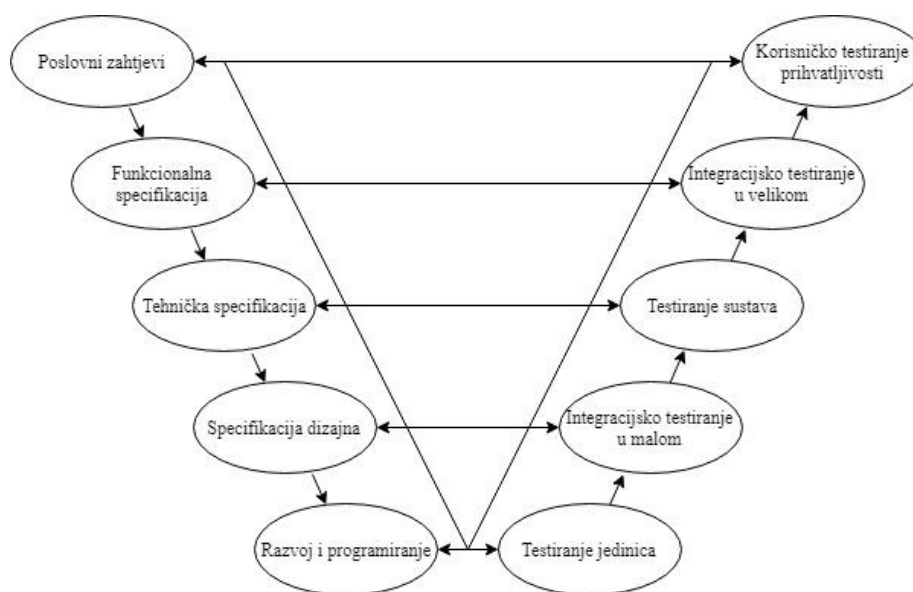 Poslovni zahtjevi
Korisničko testiranje
prihvatljivosti
Funkcionalna
specifikacija
Integracijsko testiranje
u velikom
Tehnička specifikacija
Testiranje sustava
Specifikacija dizajna
Integracijsko testiranje
u malom
Razvoj i programiranje
Testiranje jedinica